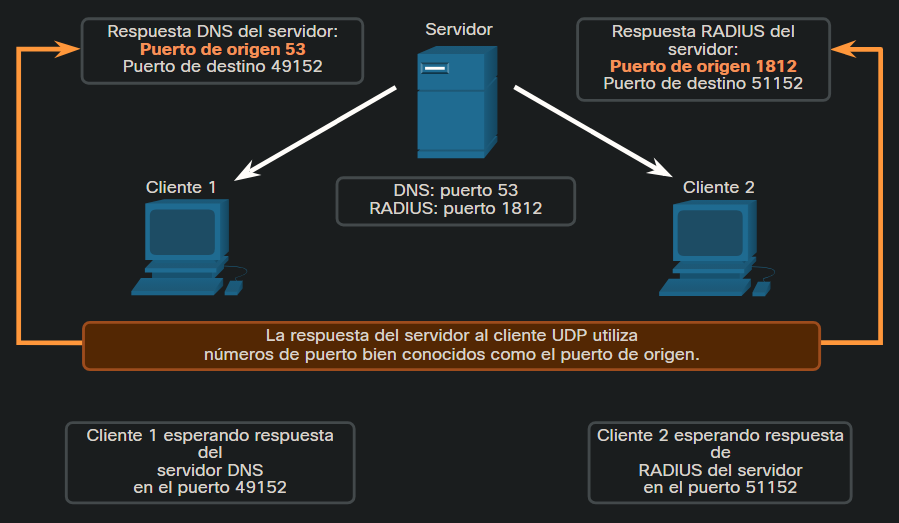 Respuesta DNS del servidor:
Puerto de origen 53
Puerto de destino 49152
Servidor
Respuesta RADIUS del
servidor:
Puerto de origen 1812
Puerto de destino 51152
Cliente 1
DNS: puerto 53
RADIUS: puerto 1812
Cliente 2
La respuesta del servidor al cliente UDP utiliza
números de puerto bien conocidos como el puerto de origen.
Cliente 1 esperando respuesta
del
servidor DNS
en el puerto 49152
Cliente 2 esperando respuesta
de
RADIUS del servidor
en el puerto 51152